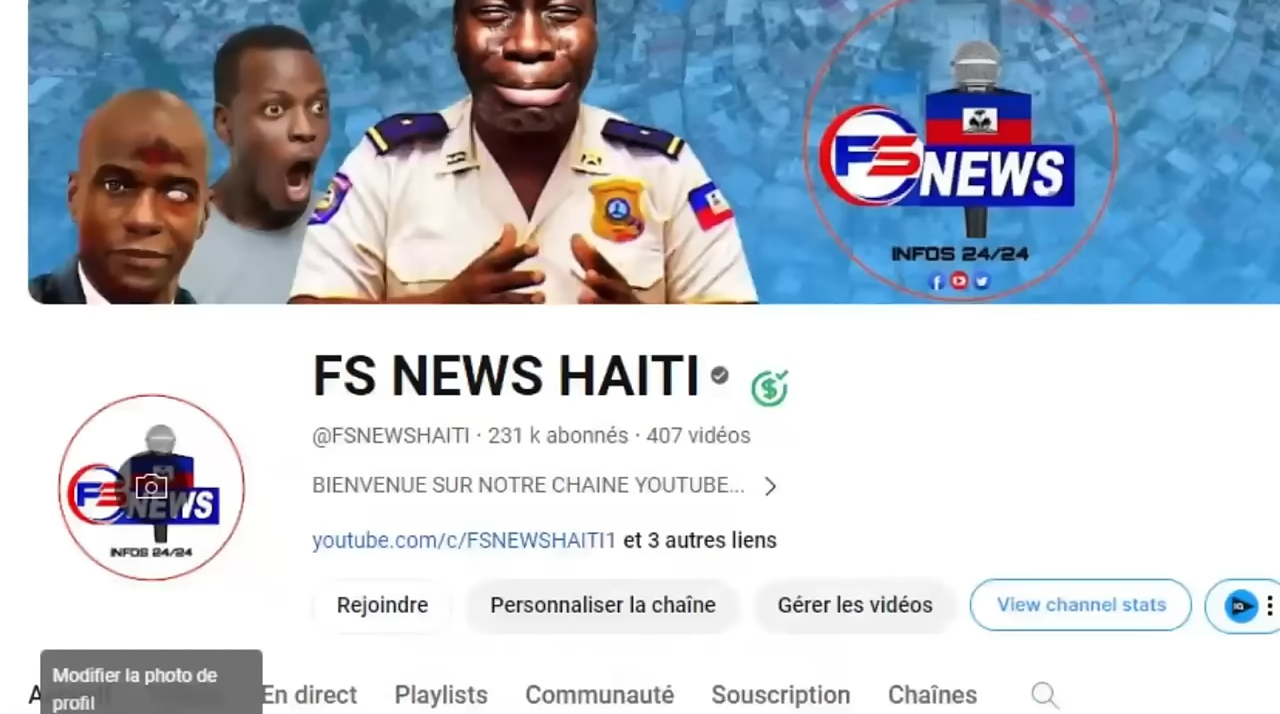 FS NEWS
INFOS 24/24
FS NEWS HAITI
@FSNEWSHAITI · 231 k abonnés · 407 vidéos
BIENVENUE SUR NOTRE CHAINE YOUTUBE...
youtube.com/c/FSNEWSHAITI1 et 3 autres liens
FS NEWS
INFOS 24/24
Rejoindre Personnaliser la chaîne Gérer les vidéos View channel stats IQ
Modifier la photo de
profil
En direct Playlists Communauté Souscription Chaînes